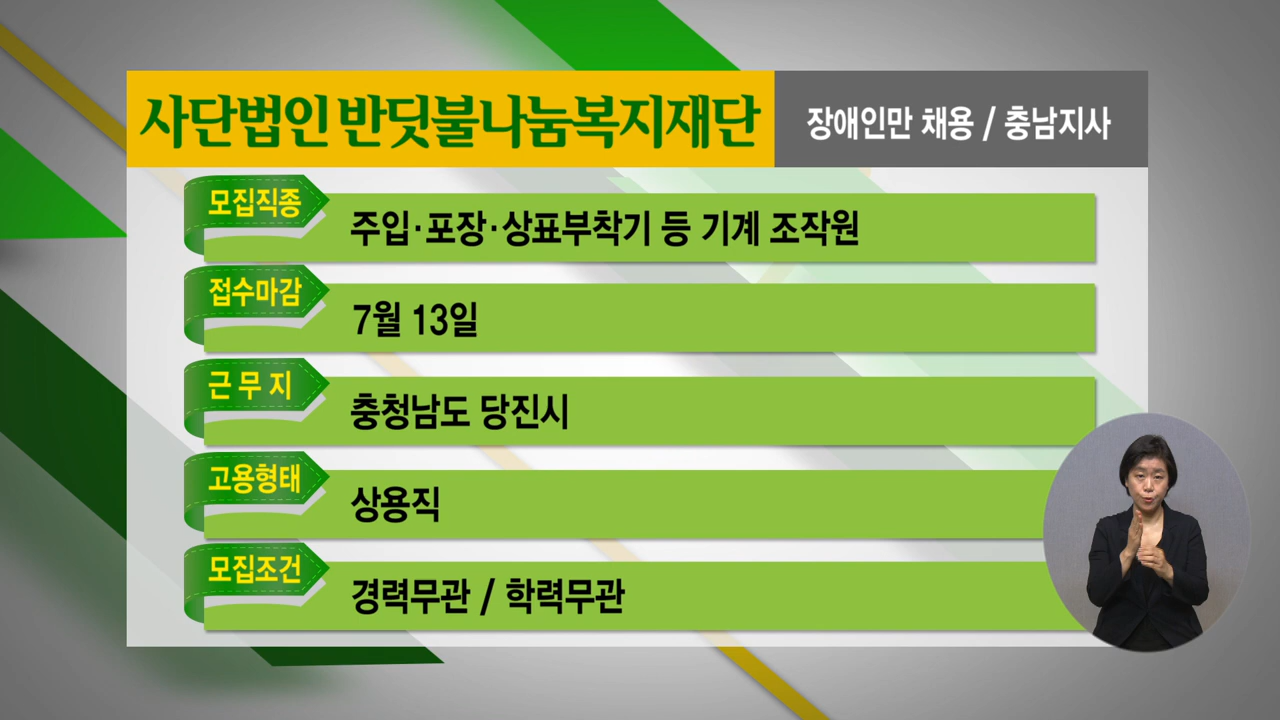 사단법인 반딧불나눔복지재단
장애인만 채용 / 충남지사
모집직종
주입·포장·상표부착기 등 기계 조작원
접수마감
7월 13일
근 무 지
충청남도 당진시
고용형태
상용직
모집조건
경력무관 / 학력무관